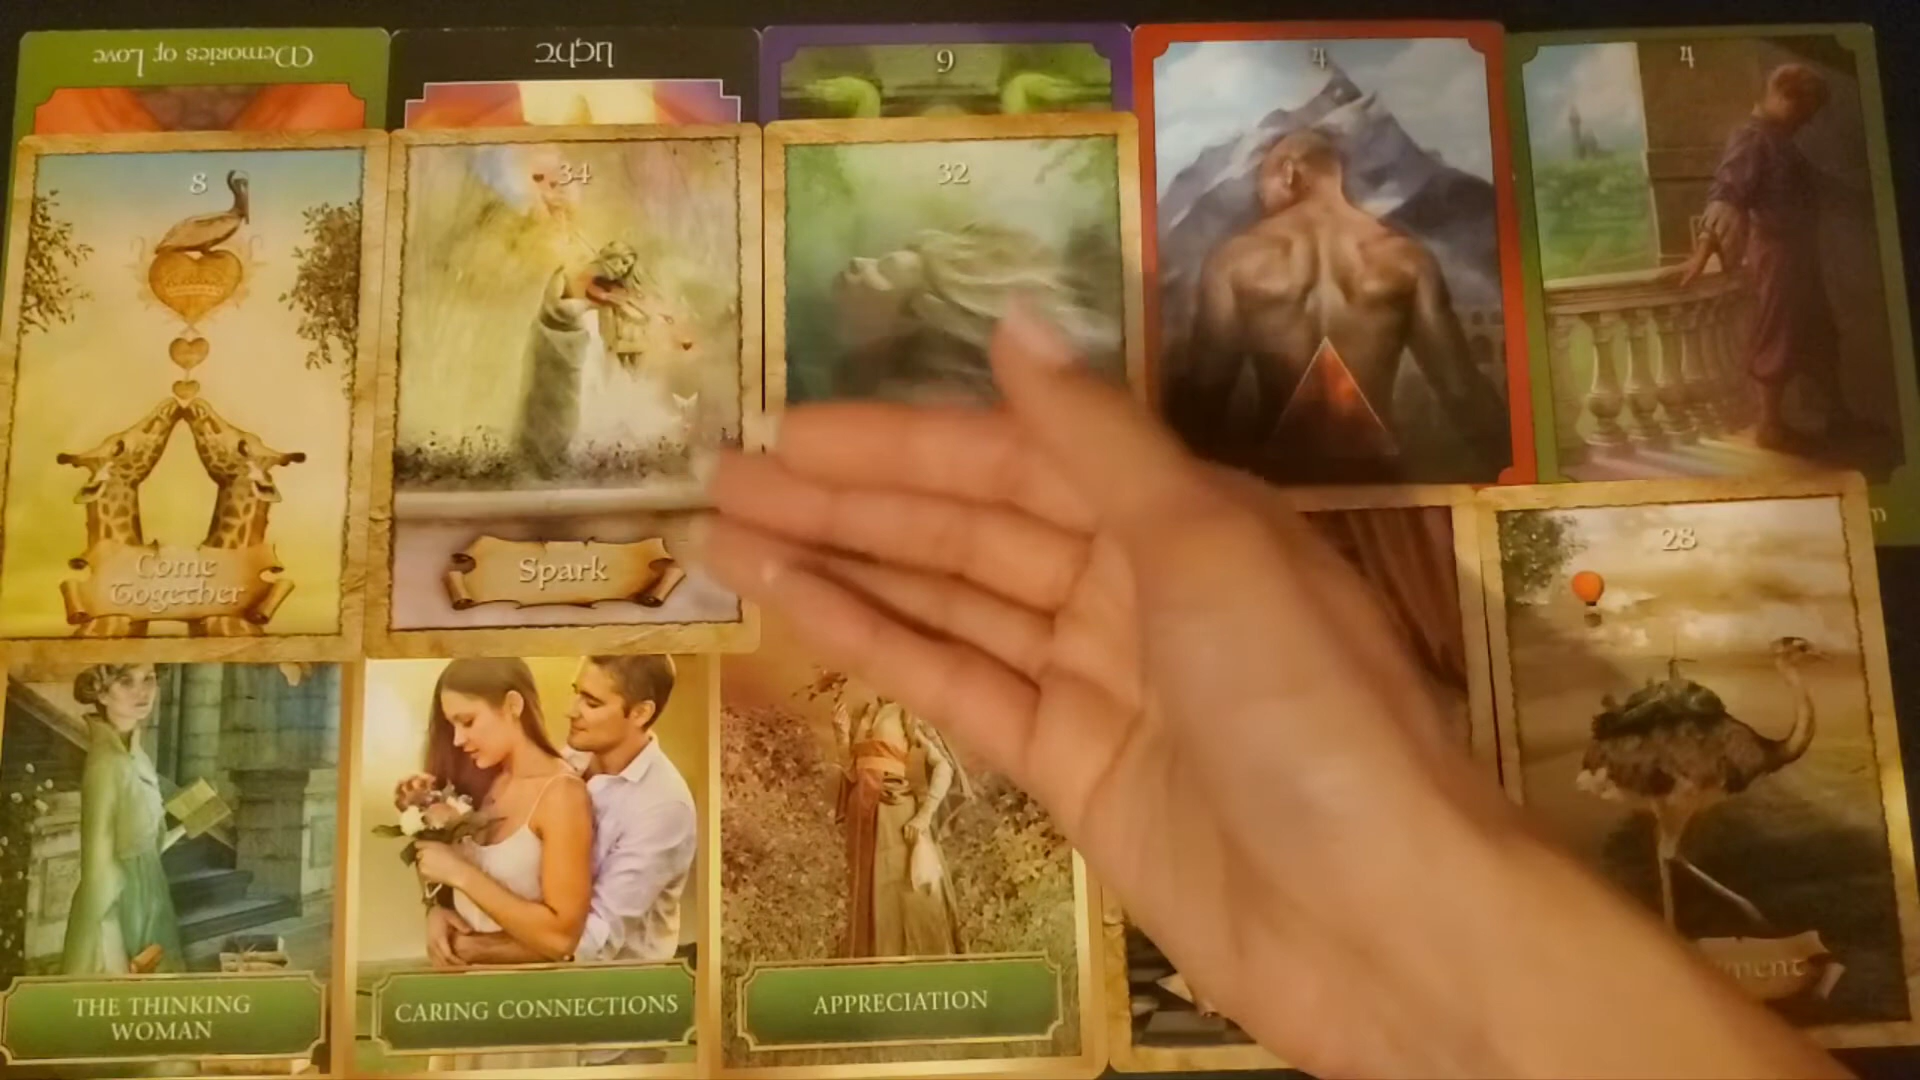 Memories of Love
Light
6
4
4
8
34
32
Come
Together
Spark
28
THE THINKING
WOMAN
CARING CONNECTIONS
APPRECIATION